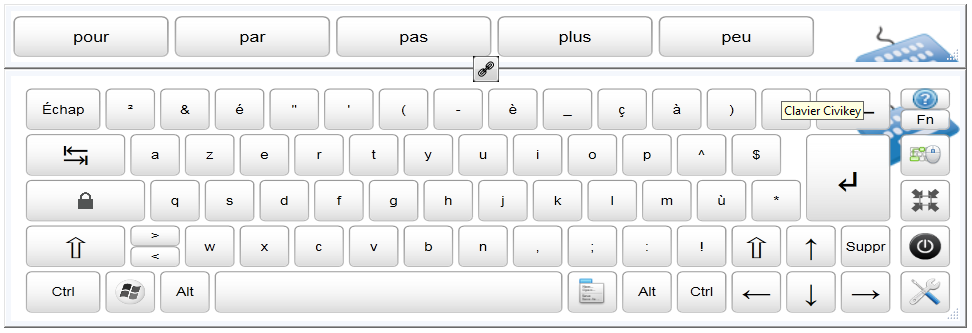 pour par pas plus peu
Échap ² & é " ' ( - è _ ç à ) Clavier Civikey
Fn
a z e r t y u i o p ^ $
q s d f g h j k l m ù *
> <
w x c v b n , ; : ! Suppr
Ctrl Alt Alt Ctrl